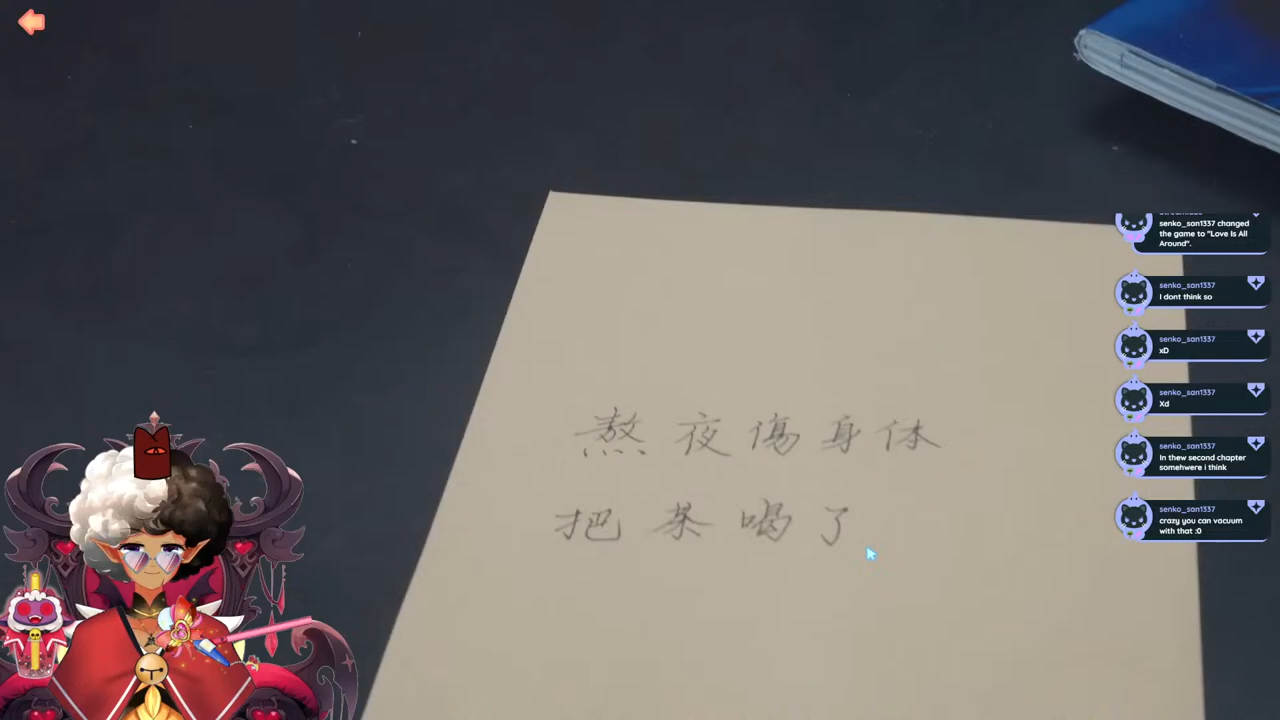 senko_san1337 changed
the game to "Love Is All
Around".
senko_san1337
I dont think so
senko_san1337
xD
senko_san1337
Xd
senko_san1337
In thew second chapter
somehwere i think
senko_san1337
crazy you can vacuum
with that :0
熬夜傷身体
把茶喝了